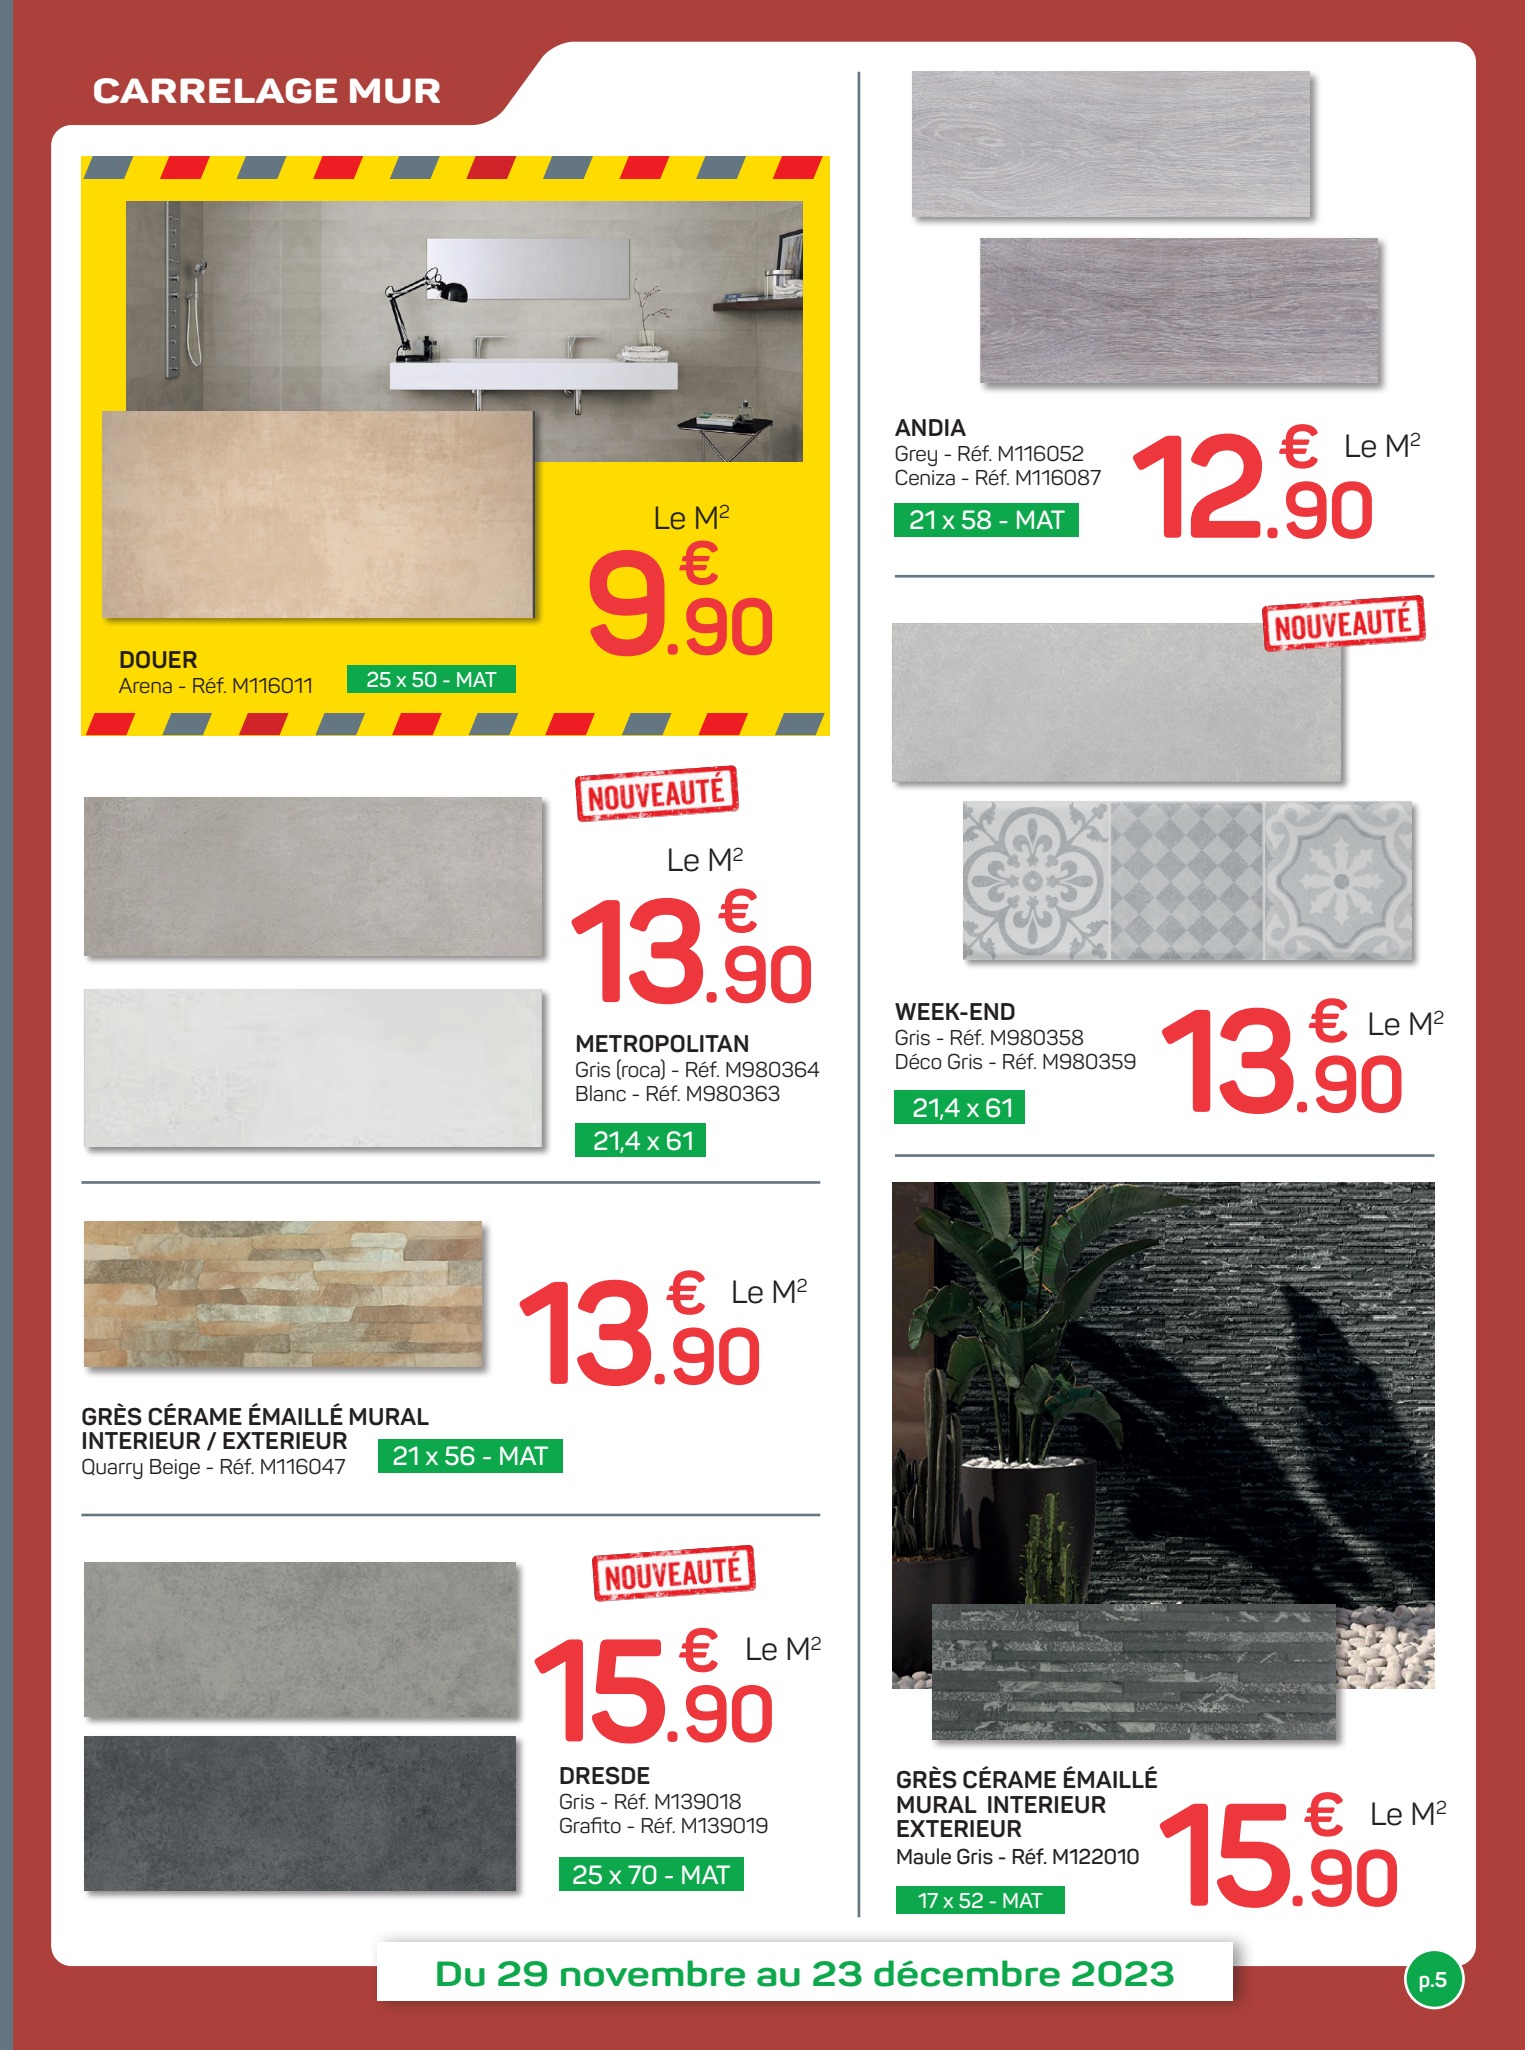 CARRELAGE MUR
Le M²
9.€90
DOUER
Arena - Réf. M116011
25 x 50 - MAT
NOUVEAUTÉ
Le M²
13.€90
METROPOLITAN
Gris (roca) - Réf. M980364
Blanc - Réf. M980363
21,4 x 61
13.€90 Le M²
GRÈS CÉRAME ÉMAILLÉ MURAL
INTERIEUR / EXTERIEUR
Quarry Beige - Réf. M116047
21 x 56 - MAT
NOUVEAUTÉ
15.€90 Le M²
DRESDE
Gris - Réf. M139018
Grafito - Réf. M139019
25 x 70 - MAT
ANDIA
Grey - Réf. M116052
Ceniza - Réf. M116087
21 x 58 - MAT
12.€90 Le M²
NOUVEAUTÉ
WEEK-END
Gris - Réf. M980358
Déco Gris - Réf. M980359
21,4 x 61
13.€90 Le M²
GRÈS CÉRAME ÉMAILLÉ
MURAL INTERIEUR
EXTERIEUR
Maule Gris - Réf. M122010
17 x 52 - MAT
15.€90 Le M²
Du 29 novembre au 23 décembre 2023
p.5